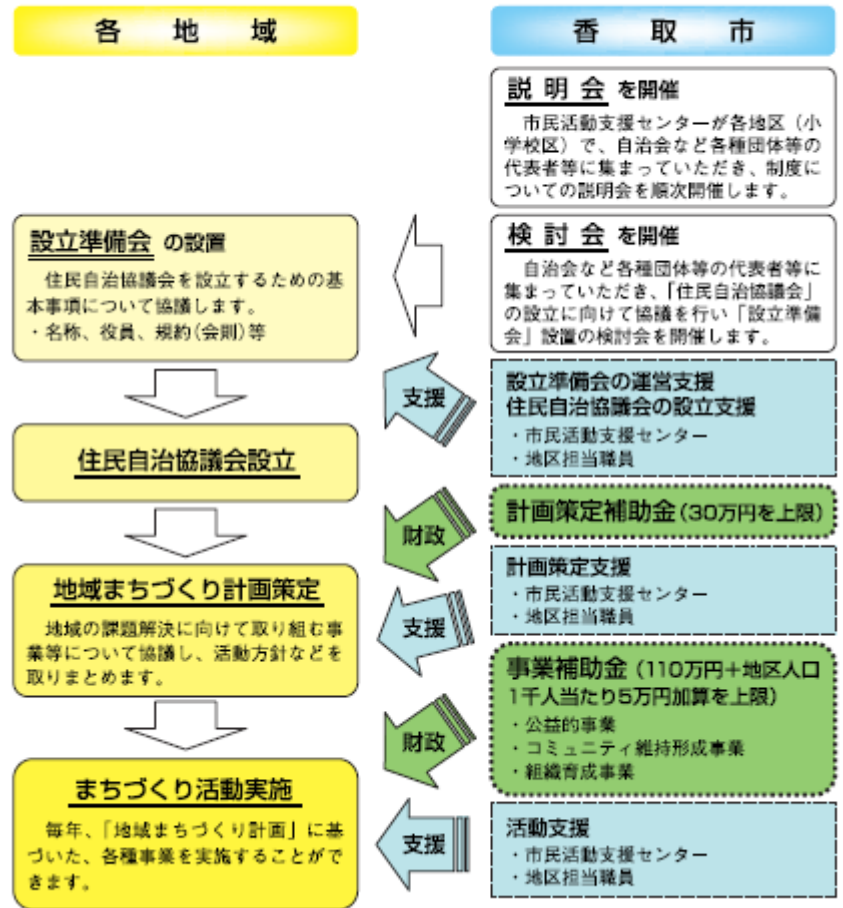 各地域
香取市
説明会 を開催
市民活動支援センターが各地区（小
学校区）で、自治会など各種団体等の
代表者等に集まっていただき、制度に
ついての説明会を順次開催します。
検討会 を開催
自治会など各種団体等の代表者等に
集まっていただき、「住民自治協議会」
の設立に向けて協議を行い「設立準備
会」設置の検討会を開催します。
設立準備会 の設置
住民自治協議会を設立するための基
本事項について協議します。
・名称、役員、規約(会則)等
支援
設立準備会の運営支援
住民自治協議会の設立支援
・市民活動支援センター
・地区担当職員
住民自治協議会設立
財政
計画策定補助金（30万円を上限）
地域まちづくり計画策定
地域の課題解決に向けて取り組む事
業等について協議し、活動方針などを
取りまとめます。
支援
計画策定支援
・市民活動支援センター
・地区担当職員
財政
事業補助金（110万円＋地区人口
1千人当たり5万円加算を上限）
・公益的事業
・コミュニティ維持形成事業
・組織育成事業
まちづくり活動実施
毎年、「地域まちづくり計画」に基
づいた、各種事業を実施することがで
きます。
支援
活動支援
・市民活動支援センター
・地区担当職員